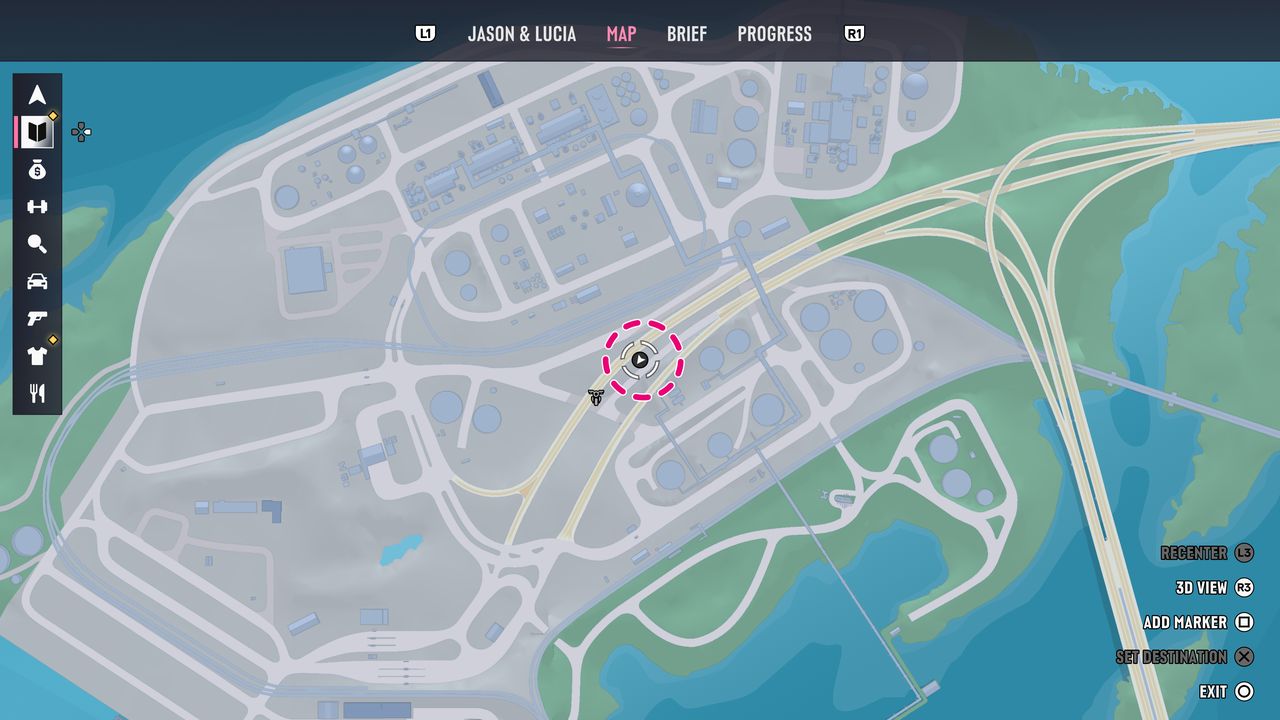 L1 JASON & LUCIA MAP BRIEF PROGRESS R1
$
RECENTER L3
3D VIEW R3
ADD MARKER
SET DESTINATION
EXIT